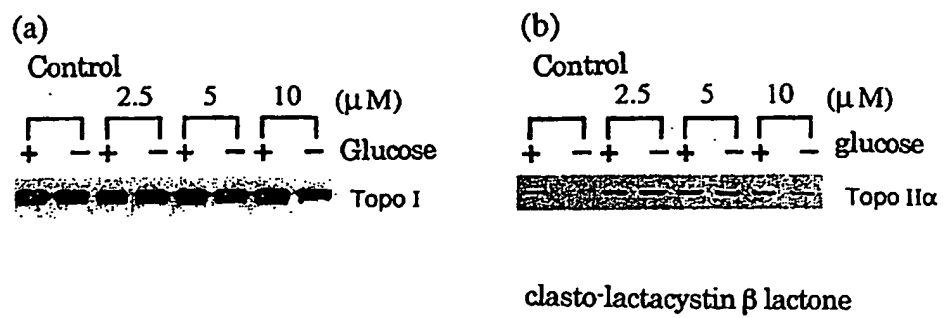 (a)
Control
2.5 5 10 (μM)
+ − + − + − + − Glucose
Topo I
(b)
Control
2.5 5 10 (μM)
+ − + − + − + − glucose
Topo IIα
clasto-lactacystin β lactone